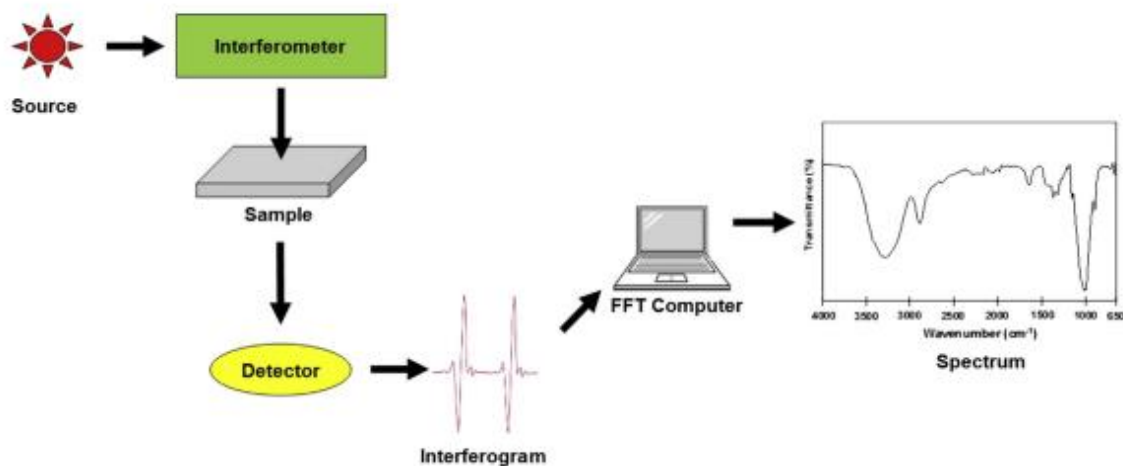 Source
Interferometer
Sample
Detector
Interferogram
FFT Computer
Transmittance (%)
4000 3500 3000 2500 2000 1500 1000 650
Wavenumber (cm-1)
Spectrum